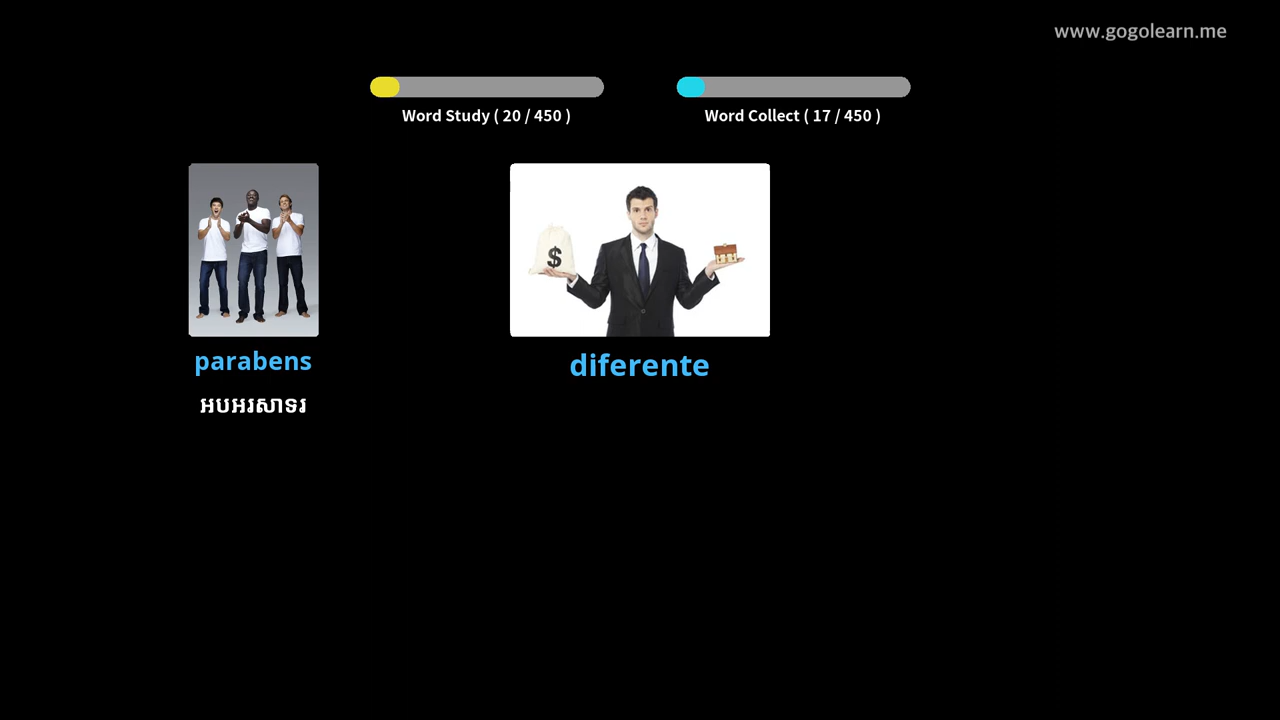 www.gogolearn.me
Word Study ( 20 / 450 )
Word Collect ( 17 / 450 )
$
parabens
diferente
អបអរសាទរ